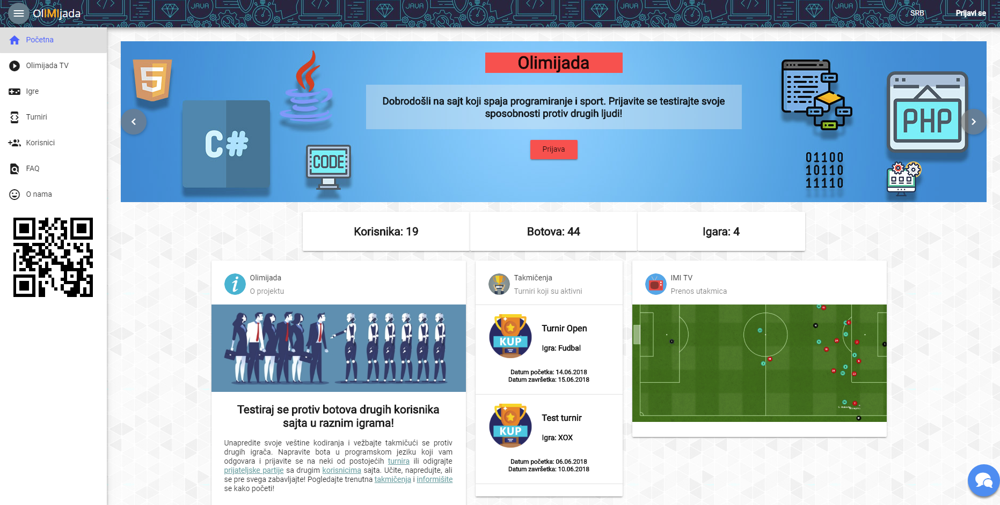 OlIMIjada
JAVA
SRB
Prijavi se
Početna
Olimijada TV
Igre
Turniri
Korisnici
FAQ
O nama
Olimijada
Dobrodošli na sajt koji spaja programiranje i sport. Prijavite se testirajte svoje
sposobnosti protiv drugih ljudi!
Prijava
5
C#
CODE
PHP
01100
10110
11110
Korisnika: 19
Botova: 44
Igara: 4
Olimijada
O projektu
Testiraj se protiv botova drugih korisnika
sajta u raznim igrama!
Unapredite svoje veštine kodiranja i vežbajte takmičući se protiv
drugih igrača. Napravite bota u programskom jeziku koji vam
odgovara i prijavite se na neki od postojećih turnira ili odigrajte
prijateljske partije sa drugim korisnicima sajta. Učite, napredujte, ali
se pre svega zabavljajte! Pogledajte trenutna takmičenja i informišite
se kako početi!
Takmičenja
Turniri koji su aktivni
KUP
Turnir Open
Igra: Fudbal
Datum početka: 14.06.2018
Datum završetka: 15.06.2018
KUP
Test turnir
Igra: XOX
Datum početka: 06.06.2018
Datum završetka: 10.06.2018
IMI TV
Prenos utakmica